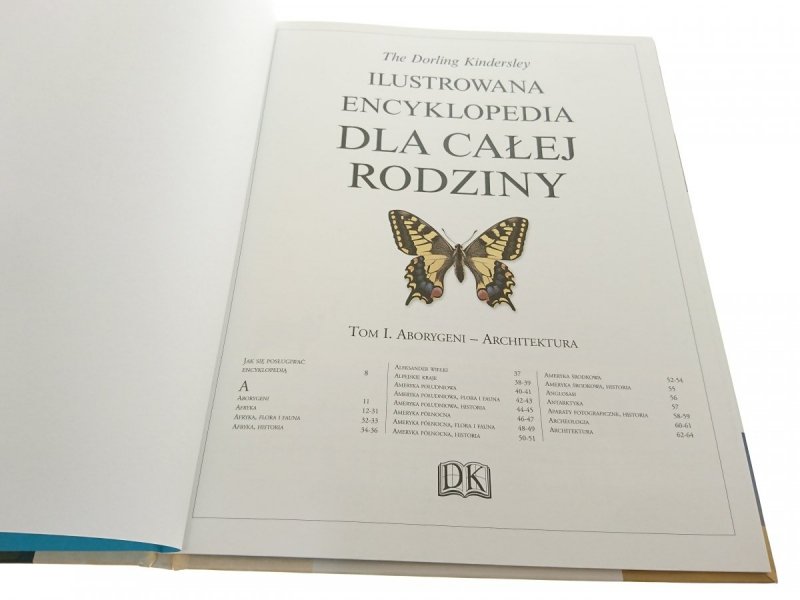 The Dorling Kindersley
ILUSTROWANA
ENCYKLOPEDIA
DLA CAŁEJ
RODZINY
TOM I. ABORYGENI – ARCHITEKTURA
JAK SIĘ POSŁUGIWAĆ
ENCYKLOPEDIĄ 8
A
ABORYGENI 11
AFRYKA 12-31
AFRYKA, FLORA I FAUNA 32-33
AFRYKA, HISTORIA 34-36
ALEKSANDER WIELKI 37
ALPEJSKIE KRAJE 38-39
AMERYKA POŁUDNIOWA 40-41
AMERYKA POŁUDNIOWA, FLORA I FAUNA 42-43
AMERYKA POŁUDNIOWA, HISTORIA 44-45
AMERYKA PÓŁNOCNA 46-47
AMERYKA PÓŁNOCNA, FLORA I FAUNA 48-49
AMERYKA PÓŁNOCNA, HISTORIA 50-51
AMERYKA ŚRODKOWA 52-54
AMERYKA ŚRODKOWA, HISTORIA 55
ANGLOSASI 56
ANTARKTYKA 57
APARATY FOTOGRAFICZNE, HISTORIA 58-59
ARCHEOLOGIA 60-61
ARCHITEKTURA 62-64
DK